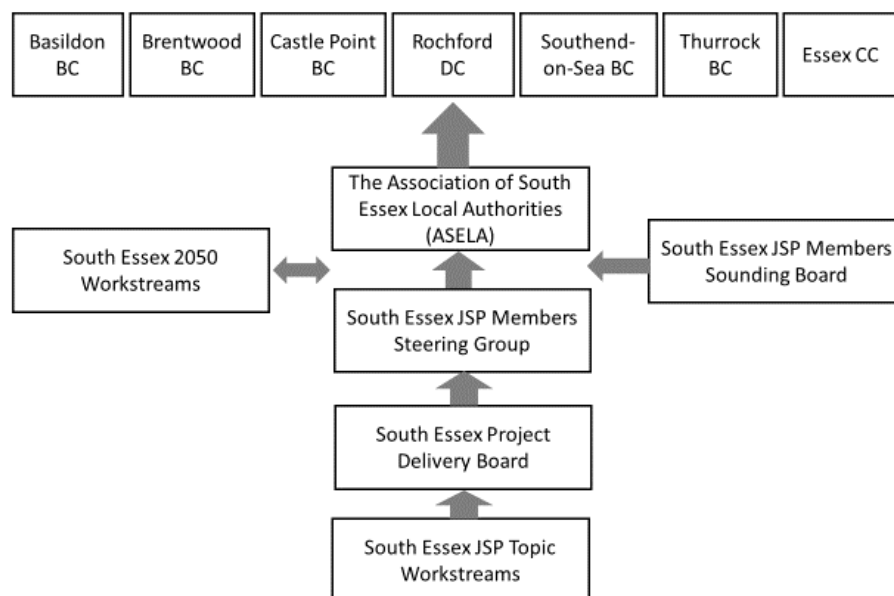 Basildon
BC
Brentwood
BC
Castle Point
BC
Rochford
DC
Southend-
on-Sea BC
Thurrock
BC
Essex CC
The Association of South
Essex Local Authorities
(ASELA)
South Essex 2050
Workstreams
South Essex JSP Members
Sounding Board
South Essex JSP Members
Steering Group
South Essex Project
Delivery Board
South Essex JSP Topic
Workstreams